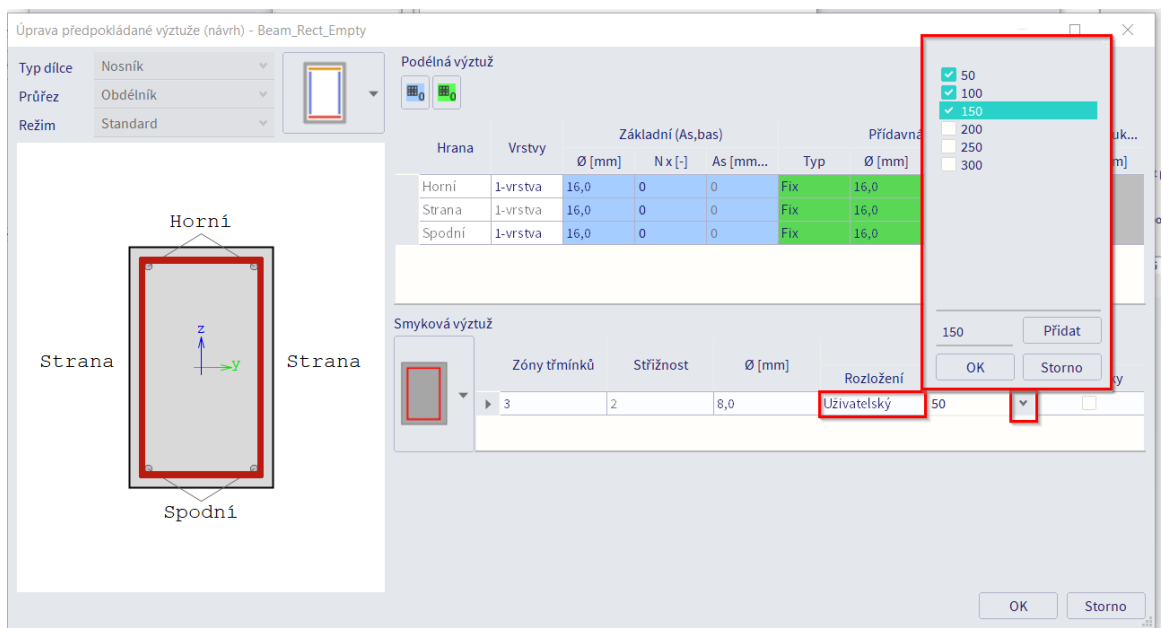 Úprava předpokládané výztuže (návrh) - Beam_Rect_Empty
Typ dílce Nosník
Průřez Obdélník
Režim Standard
Horní
z
Strana y Strana
Spodní
Podélná výztuž
0 0
Hrana Vrstvy Základní (As,bas) Přídavná
Ø [mm] N x [-] As [mm... Typ Ø [mm]
Horní 1-vrstva 16,0 0 0 Fix 16,0
Strana 1-vrstva 16,0 0 0 Fix 16,0
Spodní 1-vrstva 16,0 0 0 Fix 16,0
Smyková výztuž
Zóny třmínků Střižnost Ø [mm] Rozložení
3 2 8,0 Uživatelský 50
50
100
150
200
250
300
150 Přidat
OK Storno
OK Storno